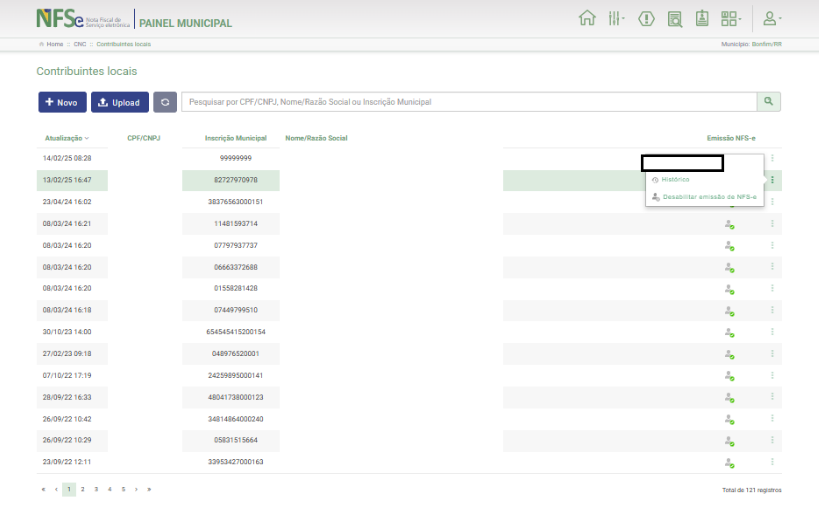 NFSe Nota Fiscal de Serviço eletrônica PAINEL MUNICIPAL
Home :: CNC :: Contribuintes locais
Município: Bonfim/RR
Contribuintes locais
+ Novo Upload Pesquisar por CPF/CNPJ, Nome/Razão Social ou Inscrição Municipal
Atualização CPF/CNPJ Inscrição Municipal Nome/Razão Social Emissão NFS-e
14/02/25 08:28 99999999
13/02/25 16:47 82727970978
Histórico
Desabilitar emissão de NFS-e
23/04/24 16:02 38376563000151
08/03/24 16:21 11481593714
08/03/24 16:20 07797937737
08/03/24 16:20 06663372688
08/03/24 16:20 01558281428
08/03/24 16:18 07449799510
30/10/23 14:00 654545415200154
27/02/23 09:18 048976520001
07/10/22 17:19 24259895000141
28/09/22 16:33 48041738000123
26/09/22 10:42 34814864000240
26/09/22 10:29 05831515664
23/09/22 12:11 33953427000163
« ‹ 1 2 3 4 5 › »
Total de 121 registros